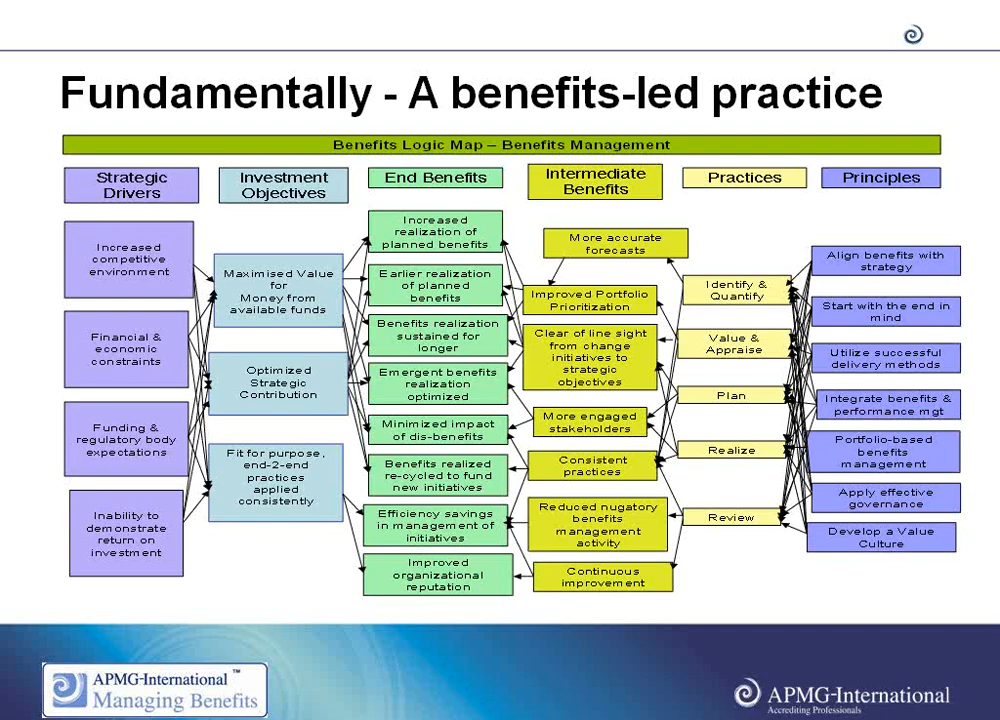 Fundamentally - A benefits-led practice
Benefits Logic Map – Benefits Management
Strategic
Drivers
Investment
Objectives
End Benefits
Intermediate
Benefits
Practices
Principles
Increased
competitive
environment
Financial &
economic
constraints
Funding &
regulatory body
expectations
Inability to
demonstrate
return on
investment
Maximised Value
for
Money from
available funds
Optimized
Strategic
Contribution
Fit for purpose,
end-2-end
practices
applied
consistently
Increased
realization of
planned benefits
Earlier realization
of planned
benefits
Benefits realization
sustained for
longer
Emergent benefits
realization
optimized
Minimized impact
of dis-benefits
Benefits realized
re-cycled to fund
new initiatives
Efficiency savings
in management of
initiatives
Improved
organizational
reputation
More accurate
forecasts
Improved Portfolio
Prioritization
Clear of line sight
from change
initiatives to
strategic
objectives
More engaged
stakeholders
Consistent
practices
Reduced nugatory
benefits
management
activity
Continuous
improvement
Identify &
Quantify
Value &
Appraise
Plan
Realize
Review
Align benefits with
strategy
Start with the end in
mind
Utilize successful
delivery methods
Integrate benefits &
performance mgt
Portfolio-based
benefits
management
Apply effective
governance
Develop a Value
Culture
APMG-International™
Managing Benefits
APMG-International
Accrediting Professionals